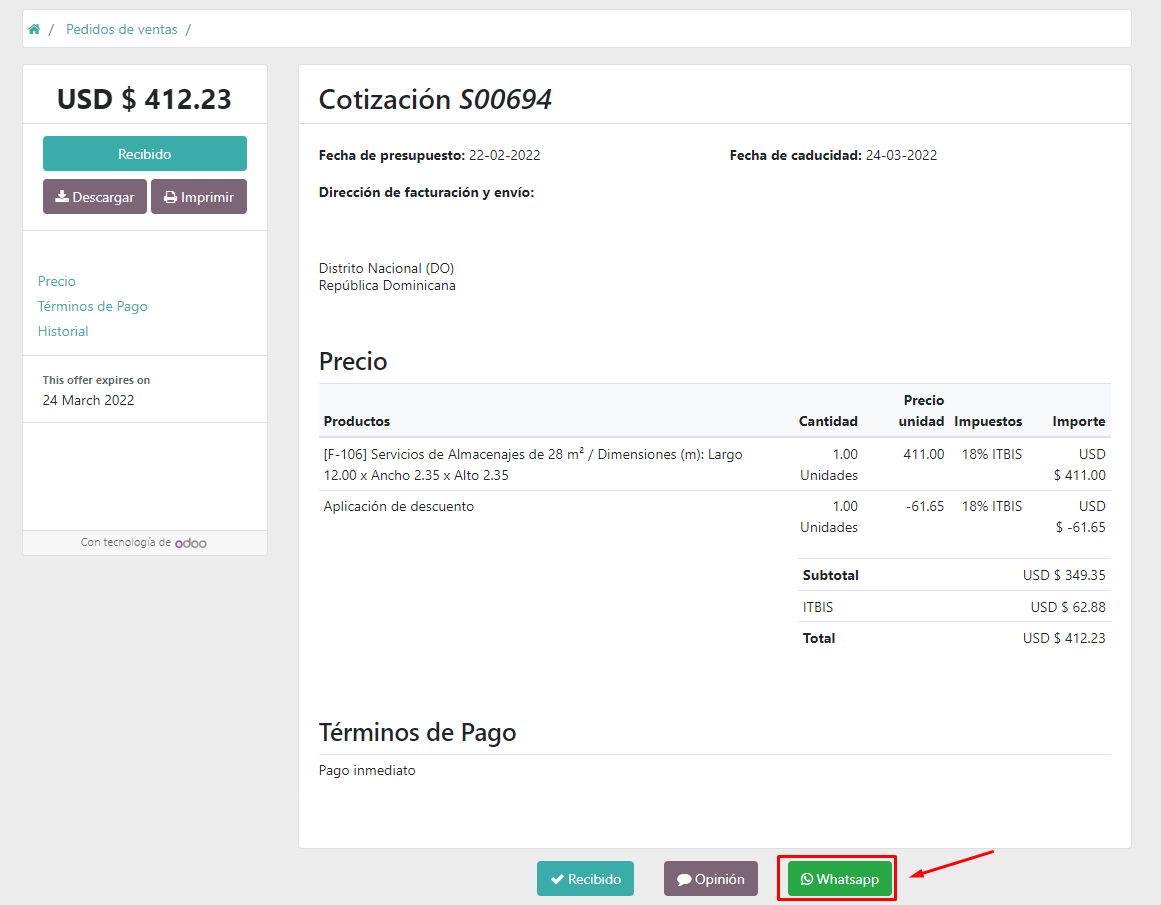 / Pedidos de ventas /
USD $ 412.23
Recibido
Descargar
Imprimir
Precio
Términos de Pago
Historial
This offer expires on
24 March 2022
Con tecnología de odoo
Cotización S00694
Fecha de presupuesto: 22-02-2022
Fecha de caducidad: 24-03-2022
Dirección de facturación y envío:
Distrito Nacional (DO)
República Dominicana
Precio
Productos Cantidad Precio unidad Impuestos Importe
[F-106] Servicios de Almacenajes de 28 m² / Dimensiones (m): Largo 1.00 411.00 18% ITBIS USD
12.00 x Ancho 2.35 x Alto 2.35 Unidades $ 411.00
Aplicación de descuento 1.00 -61.65 18% ITBIS USD
Unidades $ -61.65
Subtotal USD $ 349.35
ITBIS USD $ 62.88
Total USD $ 412.23
Términos de Pago
Pago inmediato
Recibido
Opinión
Whatsapp